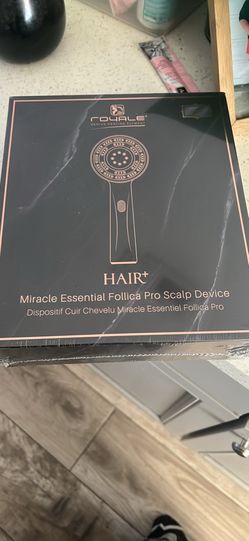 ROYALE
HAIR+
Miracle Essential Follica Pro Scalp Device
Dispositif Cuir Chevelu Miracle Essentiel Follica Pro